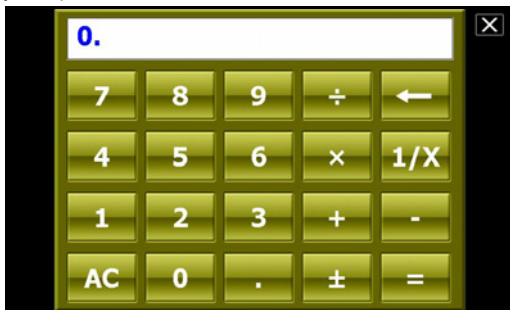 0.
7 8 9 ÷ ←
4 5 6 × 1/X
1 2 3 + -
AC 0 . ± =